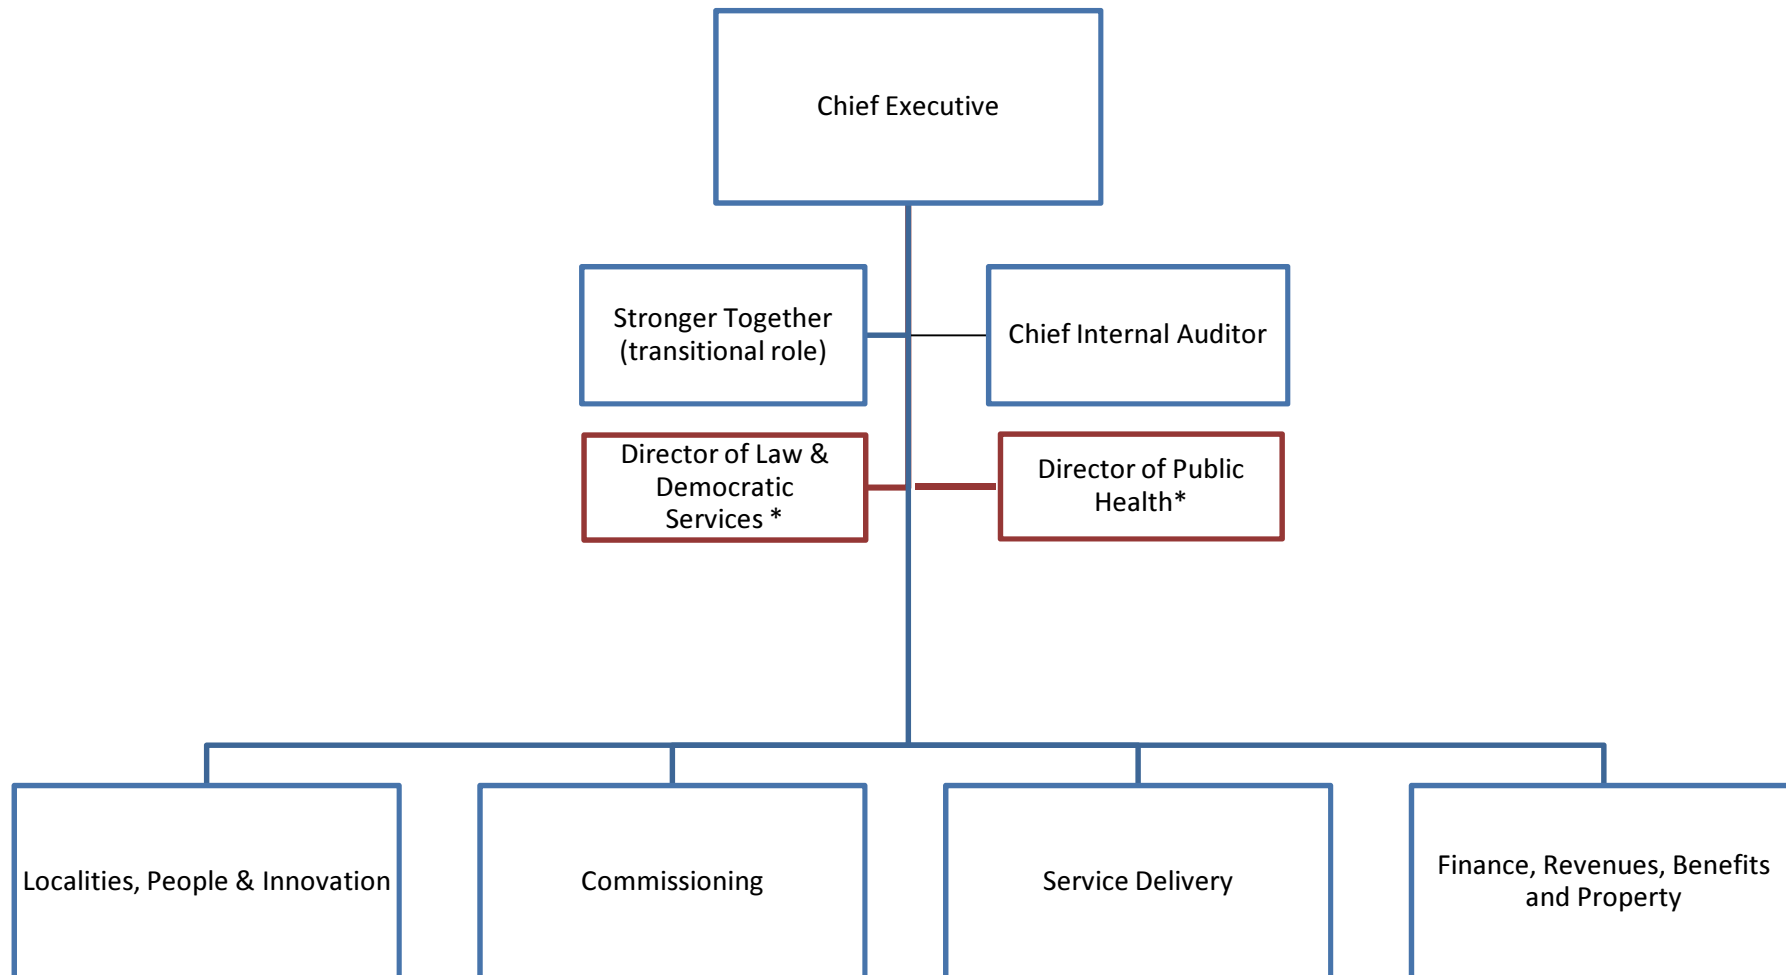 Chief Executive
Stronger Together
(transitional role)
Chief Internal Auditor
Director of Law &
Democratic
Services *
Director of Public
Health*
Localities, People & Innovation
Commissioning
Service Delivery
Finance, Revenues, Benefits
and Property